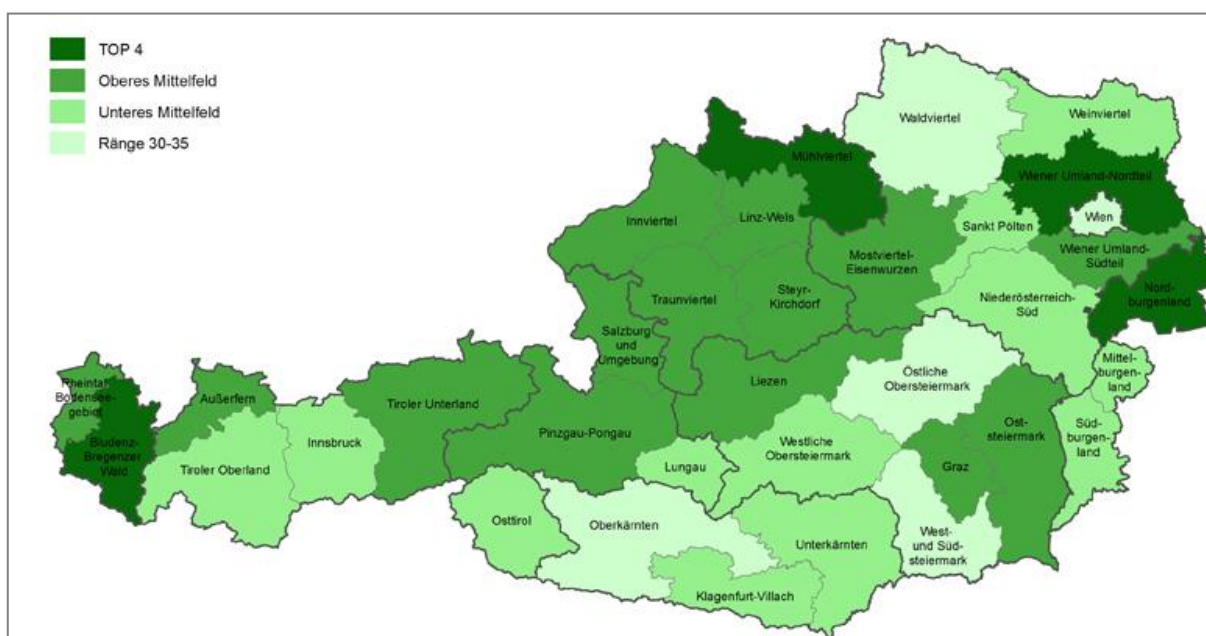 TOP 4
Oberes Mittelfeld
Unteres Mittelfeld
Ränge 30-35
Waldviertel
Weinviertel
Mühlviertel
Wiener Umland-Nordteil
Wien
Innviertel
Linz-Wels
Sankt Pölten
Mostviertel-
Eisenwurzen
Wiener Umland-
Südteil
Nord-
burgenland
Traunviertel
Steyr-
Kirchdorf
Niederösterreich-
Süd
Salzburg
und
Umgebung
Mittel-
burgen-
land
Östliche
Obersteiermark
Rheintal-
Bodensee-
gebiet
Außerfern
Tiroler Unterland
Liezen
Bludenz-
Bregenzer
Wald
Innsbruck
Pinzgau-Pongau
Ost-
steiermark
Süd-
burgen-
land
Tiroler Oberland
Westliche
Obersteiermark
Lungau
Graz
Osttirol
Oberkärnten
Unterkärnten
West-
und Süd-
steiermark
Klagenfurt-Villach